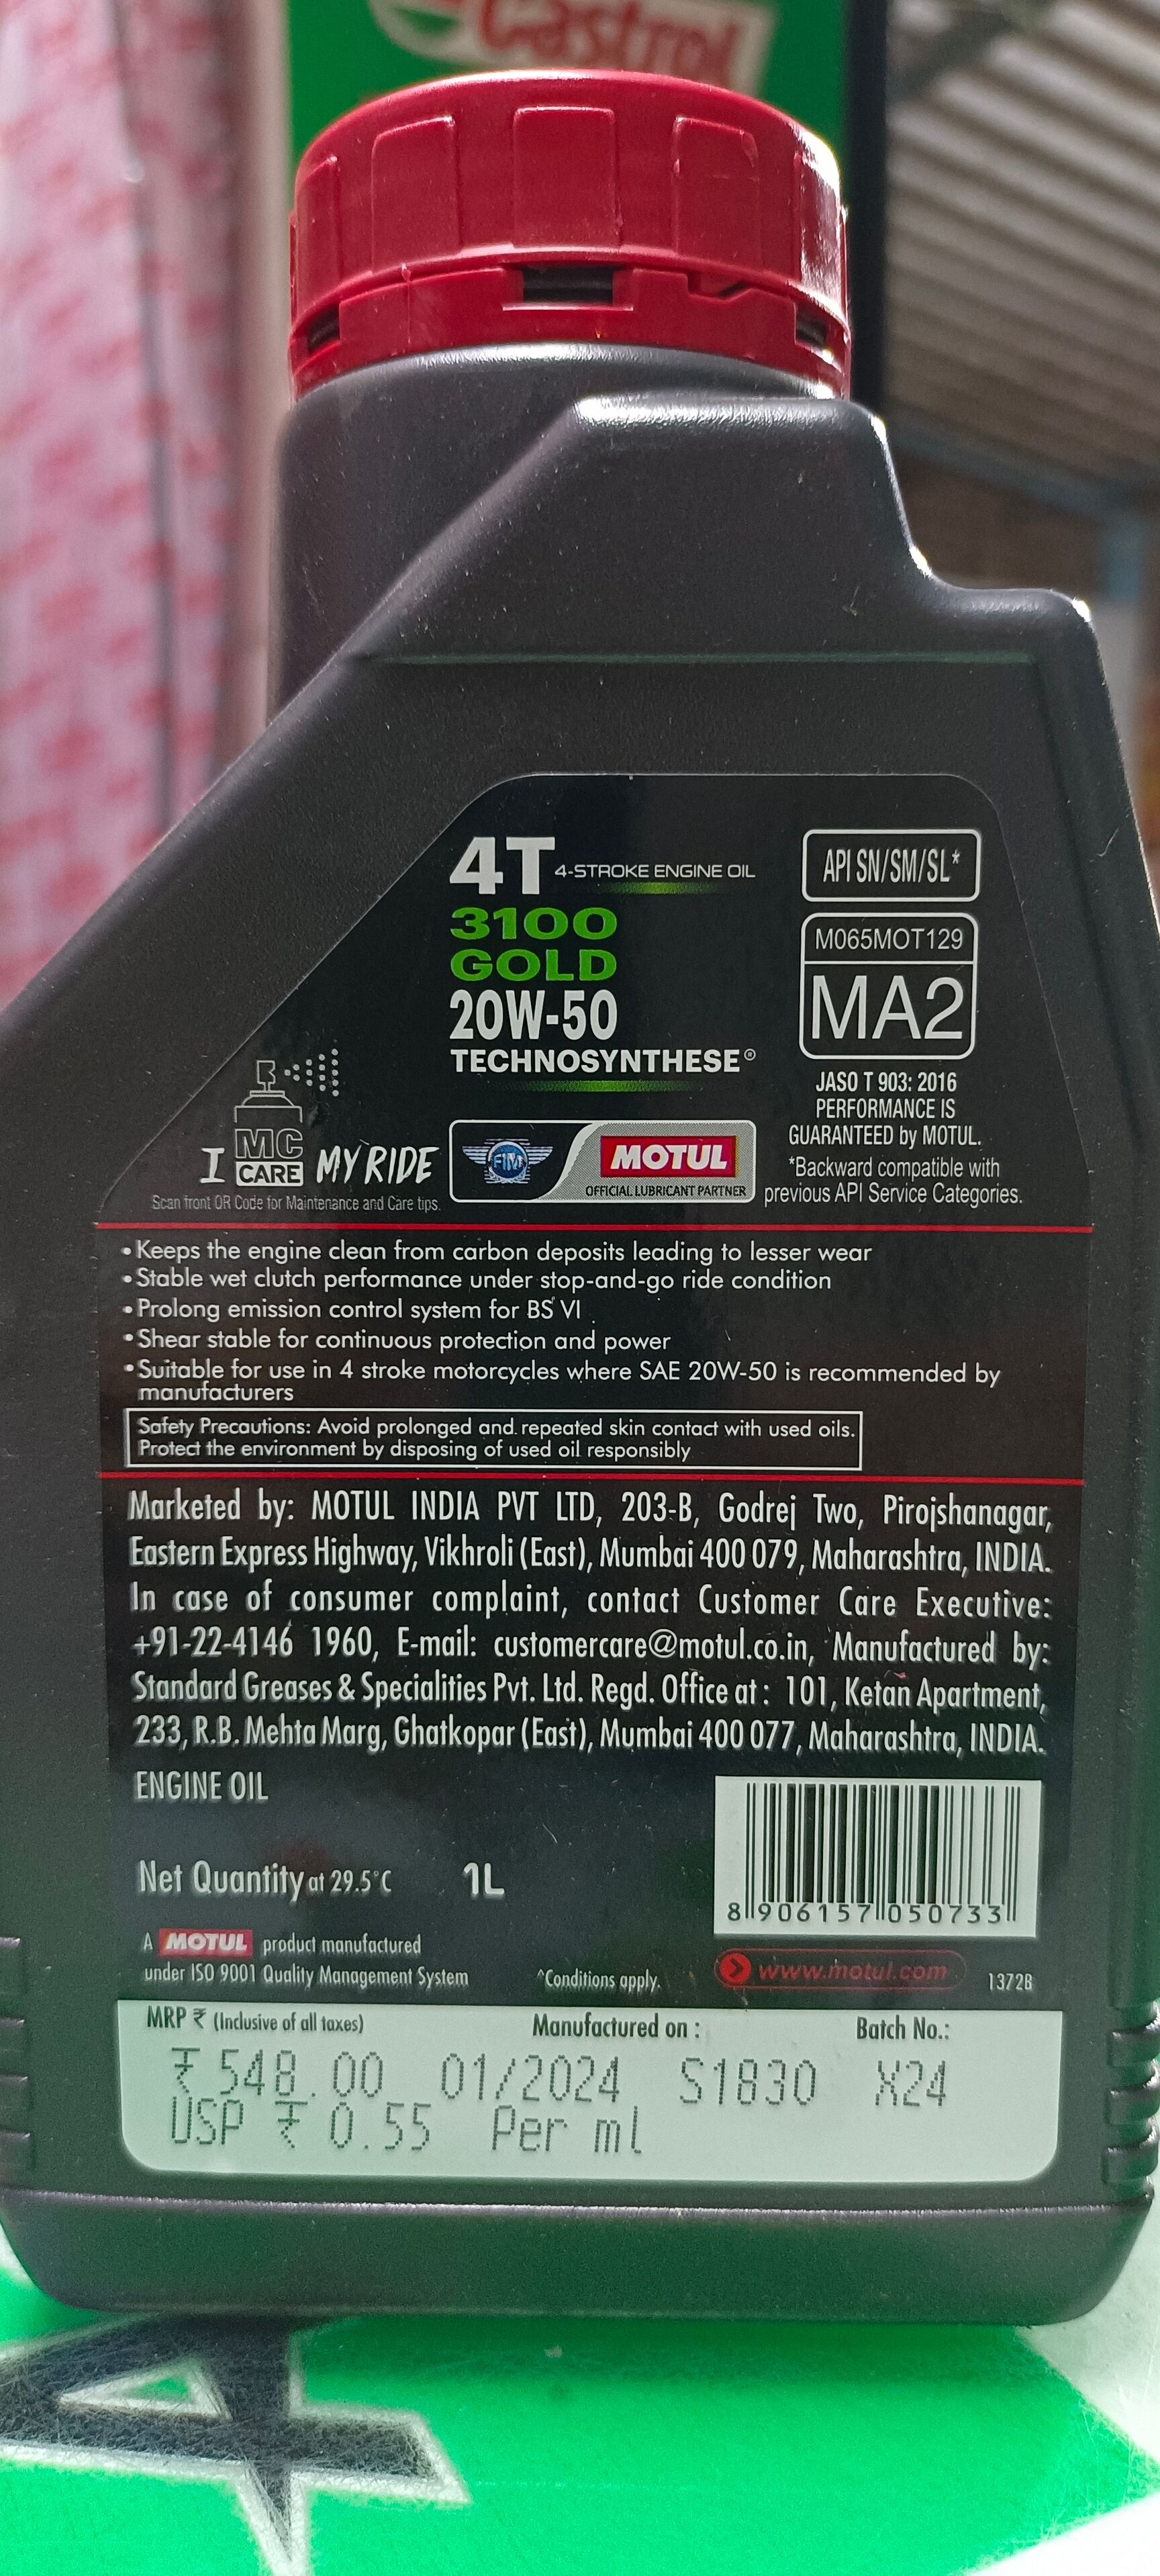 Castrol
4T 4-STROKE ENGINE OIL
3100
GOLD
20W-50
TECHNOSYNTHESE®
API SN/SM/SL*
M065MOT129
MA2
JASO T 903: 2016
PERFORMANCE IS
GUARANTEED by MOTUL.
*Backward compatible with
previous API Service Categories.
I MC CARE MY RIDE
Scan front QR Code for Maintenance and Care tips.
FIM
MOTUL
OFFICIAL LUBRICANT PARTNER
• Keeps the engine clean from carbon deposits leading to lesser wear
• Stable wet clutch performance under stop-and-go ride condition
• Prolong emission control system for BS VI
• Shear stable for continuous protection and power
• Suitable for use in 4 stroke motorcycles where SAE 20W-50 is recommended by
manufacturers
Safety Precautions: Avoid prolonged and repeated skin contact with used oils.
Protect the environment by disposing of used oil responsibly
Marketed by: MOTUL INDIA PVT LTD, 203-B, Godrej Two, Pirojshanagar,
Eastern Express Highway, Vikhroli (East), Mumbai 400 079, Maharashtra, INDIA.
In case of consumer complaint, contact Customer Care Executive:
+91-22-4146 1960, E-mail: customercare@motul.co.in, Manufactured by:
Standard Greases & Specialities Pvt. Ltd. Regd. Office at : 101, Ketan Apartment,
233, R.B. Mehta Marg, Ghatkopar (East), Mumbai 400 077, Maharashtra, INDIA.
ENGINE OIL
Net Quantity at 29.5°C 1L
8 906157 050733
A MOTUL product manufactured
under ISO 9001 Quality Management System
^Conditions apply.
www.motul.com
1372B
MRP ₹ (Inclusive of all taxes) Manufactured on : Batch No.:
₹ 548.00 01/2024 S1830 X24
USP ₹ 0.55 Per ml